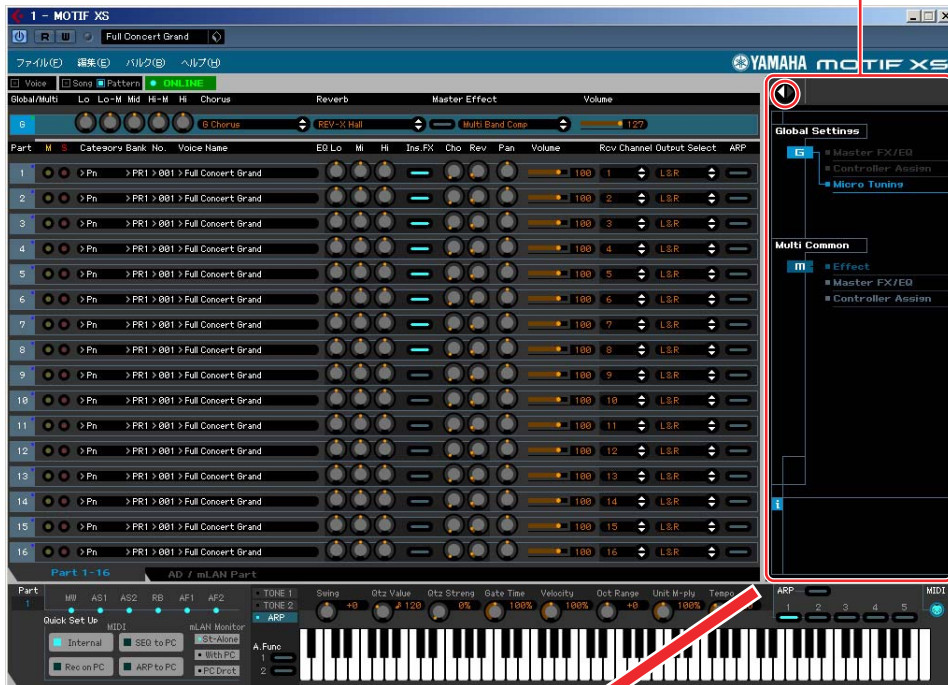 1 - MOTIF XS
R W Full Concert Grand
ファイル(F) 編集(E) バルク(B) ヘルプ(H)
YAMAHA MOTIF XS
Voice Song Pattern ONLINE
Global/Multi Lo Lo-M Mid Hi-M Hi Chorus Reverb Master Effect Volume
G G Chorus REV-X Hall Multi Band Comp 127
Part M S Category Bank No. Voice Name EQ Lo Mi Hi Ins.FX Cho Rev Pan Volume Rcv Channel Output Select ARP
1 Pn PR1 001 Full Concert Grand 100 1 L&R
2 Pn PR1 001 Full Concert Grand 100 2 L&R
3 Pn PR1 001 Full Concert Grand 100 3 L&R
4 Pn PR1 001 Full Concert Grand 100 4 L&R
5 Pn PR1 001 Full Concert Grand 100 5 L&R
6 Pn PR1 001 Full Concert Grand 100 6 L&R
7 Pn PR1 001 Full Concert Grand 100 7 L&R
8 Pn PR1 001 Full Concert Grand 100 8 L&R
9 Pn PR1 001 Full Concert Grand 100 9 L&R
10 Pn PR1 001 Full Concert Grand 100 10 L&R
11 Pn PR1 001 Full Concert Grand 100 11 L&R
12 Pn PR1 001 Full Concert Grand 100 12 L&R
13 Pn PR1 001 Full Concert Grand 100 13 L&R
14 Pn PR1 001 Full Concert Grand 100 14 L&R
15 Pn PR1 001 Full Concert Grand 100 15 L&R
16 Pn PR1 001 Full Concert Grand 100 16 L&R
Part 1-16 AD / mLAN Part
Global Settings
G Master FX/EQ
Controller Assign
Micro Tuning
Multi Common
m Effect
Master FX/EQ
Controller Assign
i
Part
1
MW AS1 AS2 RB AF1 AF2
Quick Set Up
MIDI mLAN Monitor
Internal SEQ to PC St-Alone
With PC
Rec on PC ARP to PC PC Drct
TONE 1
TONE 2
ARP
A.Func
1
2
Swing Qtz Value Qtz Streng Gate Time Velocity Oct Range Unit M-ply Tempo
+0 120 0% 100% 100% +0 100%
ARP MIDI
1 2 3 4 5